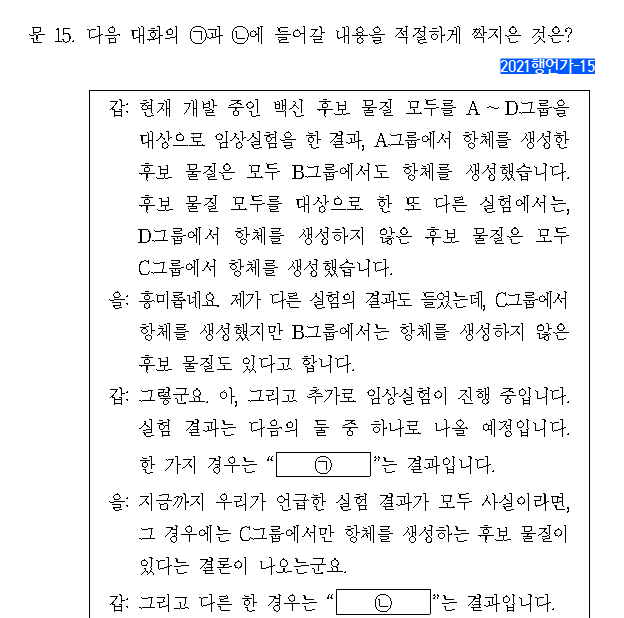 문 15. 다음 대화의 ㉠과 ㉡에 들어갈 내용을 적절하게 짝지은 것은?
2021행언가-15
갑: 현재 개발 중인 백신 후보 물질 모두를 A ~ D그룹을
대상으로 임상실험을 한 결과, A그룹에서 항체를 생성한
후보 물질은 모두 B그룹에서도 항체를 생성했습니다.
후보 물질 모두를 대상으로 한 또 다른 실험에서는,
D그룹에서 항체를 생성하지 않은 후보 물질은 모두
C그룹에서 항체를 생성했습니다.
을: 흥미롭네요. 제가 다른 실험의 결과도 들었는데, C그룹에서
항체를 생성했지만 B그룹에서는 항체를 생성하지 않은
후보 물질도 있다고 합니다.
갑: 그렇군요. 아, 그리고 추가로 임상실험이 진행 중입니다.
실험 결과는 다음의 둘 중 하나로 나올 예정입니다.
한 가지 경우는 “ ㉠ ”는 결과입니다.
을: 지금까지 우리가 언급한 실험 결과가 모두 사실이라면,
그 경우에는 C그룹에서만 항체를 생성하는 후보 물질이
있다는 결론이 나오는군요.
갑: 그리고 다른 한 경우는 “ ㉡ ”는 결과입니다.